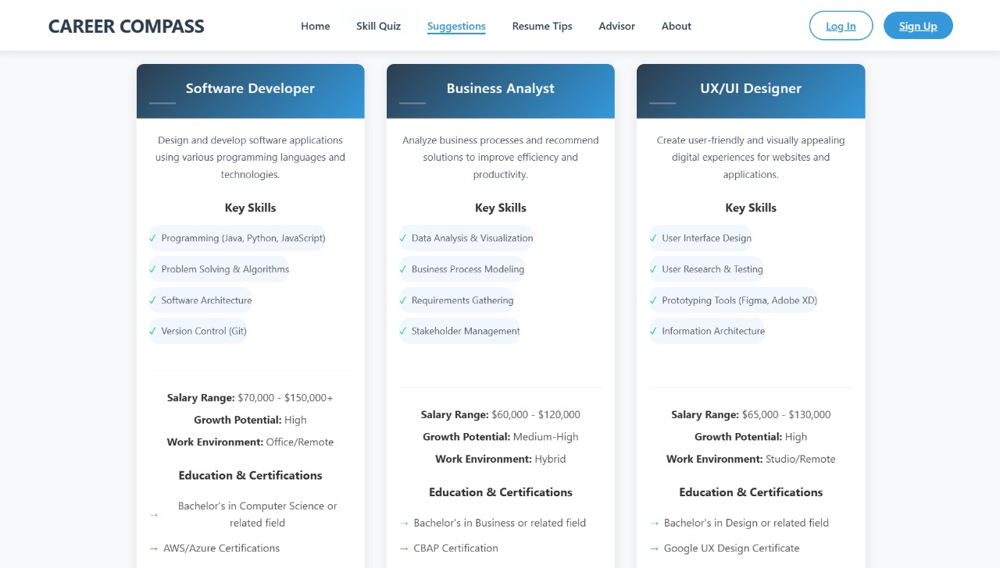 CAREER COMPASS
Home
Skill Quiz
Suggestions
Resume Tips
Advisor
About
Log In
Sign Up
Software Developer
Design and develop software applications
using various programming languages and
technologies.
Key Skills
✓ Programming (Java, Python, JavaScript)
✓ Problem Solving & Algorithms
✓ Software Architecture
✓ Version Control (Git)
Salary Range: $70,000 - $150,000+
Growth Potential: High
Work Environment: Office/Remote
Education & Certifications
→ Bachelor's in Computer Science or
related field
→ AWS/Azure Certifications
Business Analyst
Analyze business processes and recommend
solutions to improve efficiency and
productivity.
Key Skills
✓ Data Analysis & Visualization
✓ Business Process Modeling
✓ Requirements Gathering
✓ Stakeholder Management
Salary Range: $60,000 - $120,000
Growth Potential: Medium-High
Work Environment: Hybrid
Education & Certifications
→ Bachelor's in Business or related field
→ CBAP Certification
UX/UI Designer
Create user-friendly and visually appealing
digital experiences for websites and
applications.
Key Skills
✓ User Interface Design
✓ User Research & Testing
✓ Prototyping Tools (Figma, Adobe XD)
✓ Information Architecture
Salary Range: $65,000 - $130,000
Growth Potential: High
Work Environment: Studio/Remote
Education & Certifications
→ Bachelor's in Design or related field
→ Google UX Design Certificate